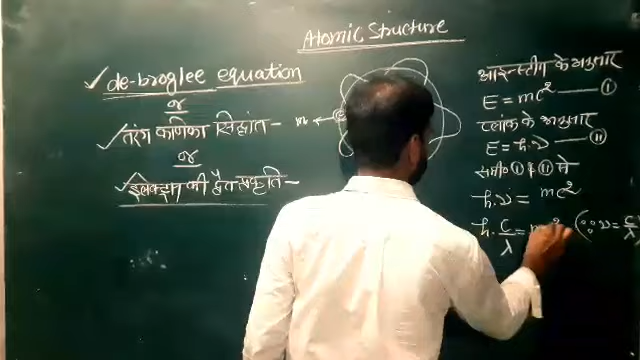 Atomic Structure
de-broglee equation
or
तरंग कणिका सिद्धांत -
or
इलेक्ट्रान की द्वैत प्रकृति -
m ←
आइन्स्टीन के अनुसार
E = mc² —— (i)
प्लांक के अनुसार
E = h.ν —— (ii)
समी० (i) व (ii) से
h.ν = mc²
h. c/λ = m (∵ ν = c/λ